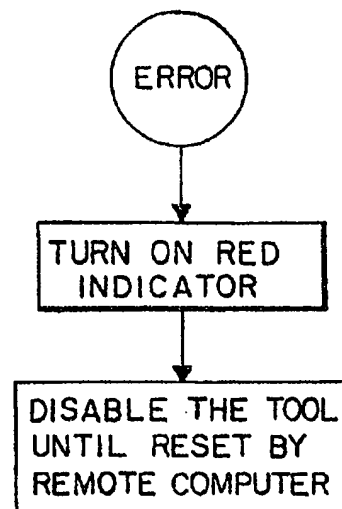 ERROR
TURN ON RED
INDICATOR
DISABLE THE TOOL
UNTIL RESET BY
REMOTE COMPUTER